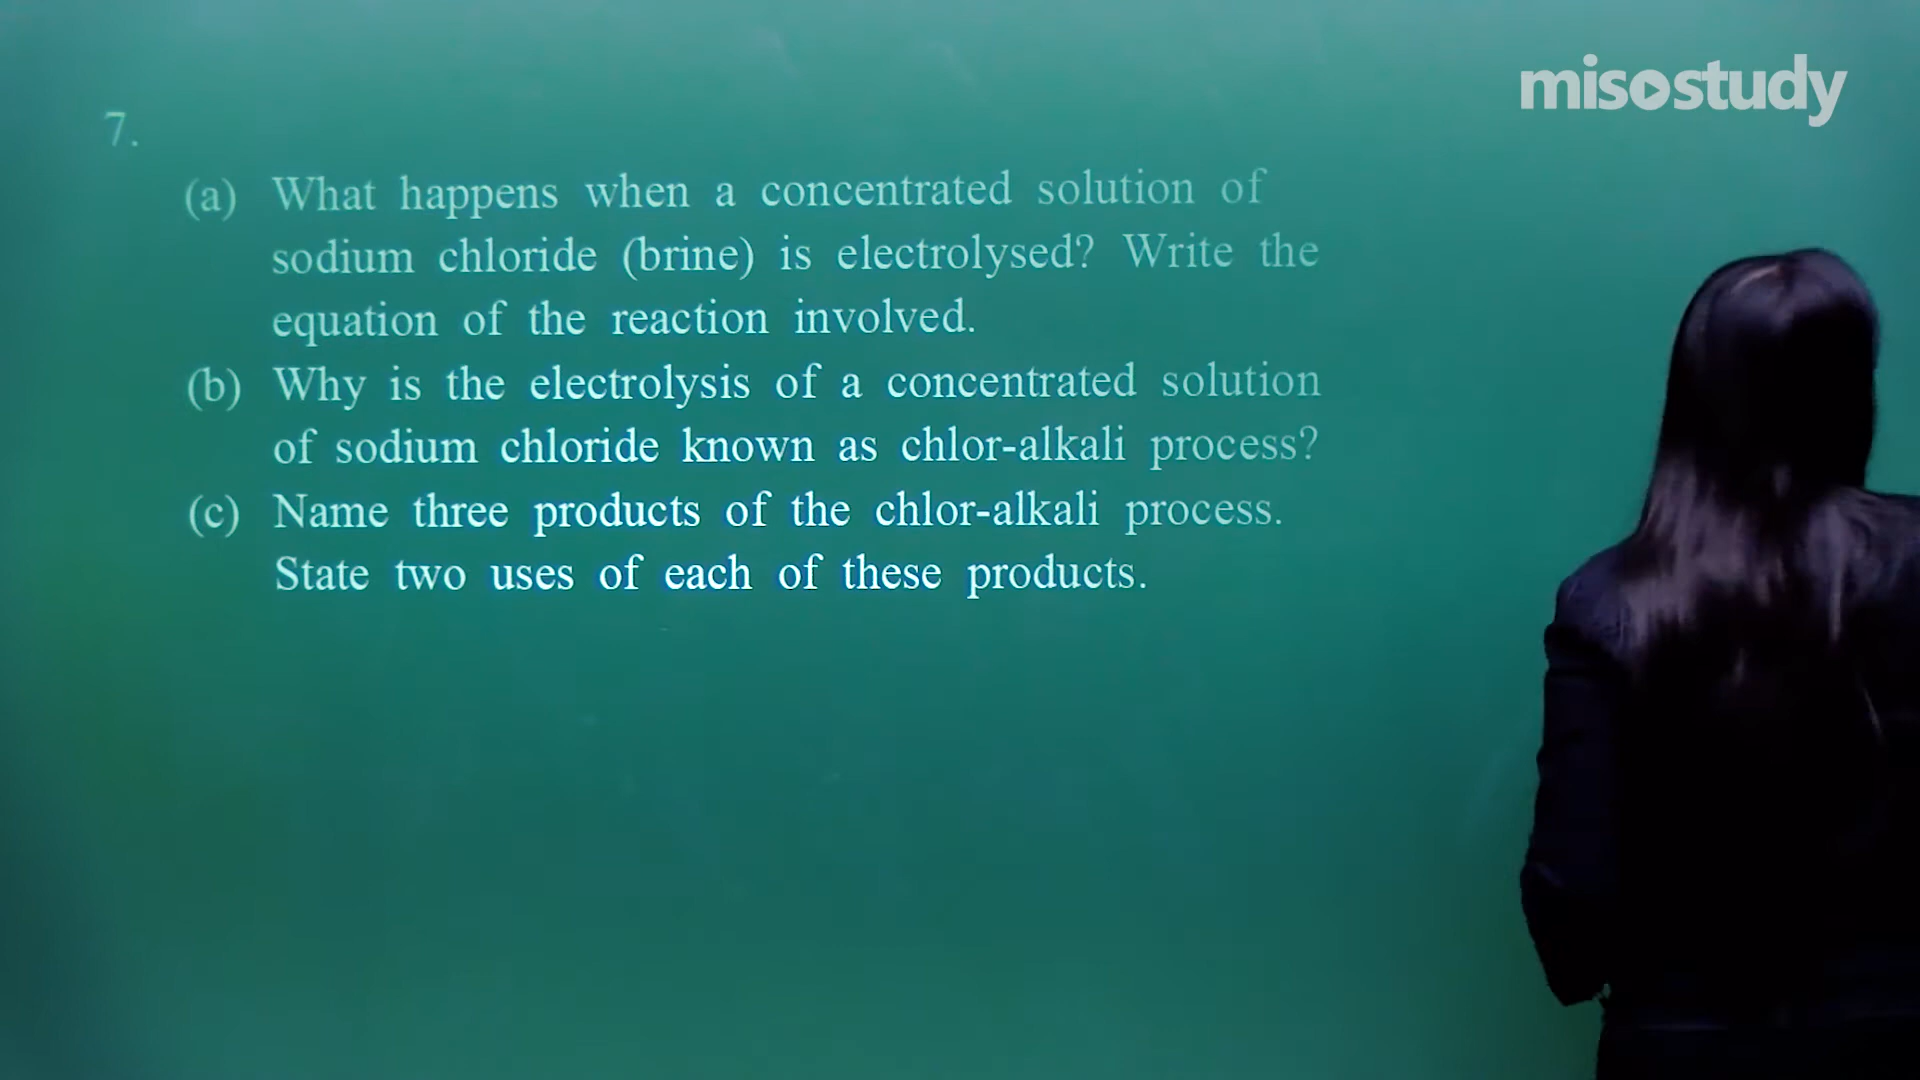 misostudy
7.
(a) What happens when a concentrated solution of
sodium chloride (brine) is electrolysed? Write the
equation of the reaction involved.
(b) Why is the electrolysis of a concentrated solution
of sodium chloride known as chlor-alkali process?
(c) Name three products of the chlor-alkali process.
State two uses of each of these products.